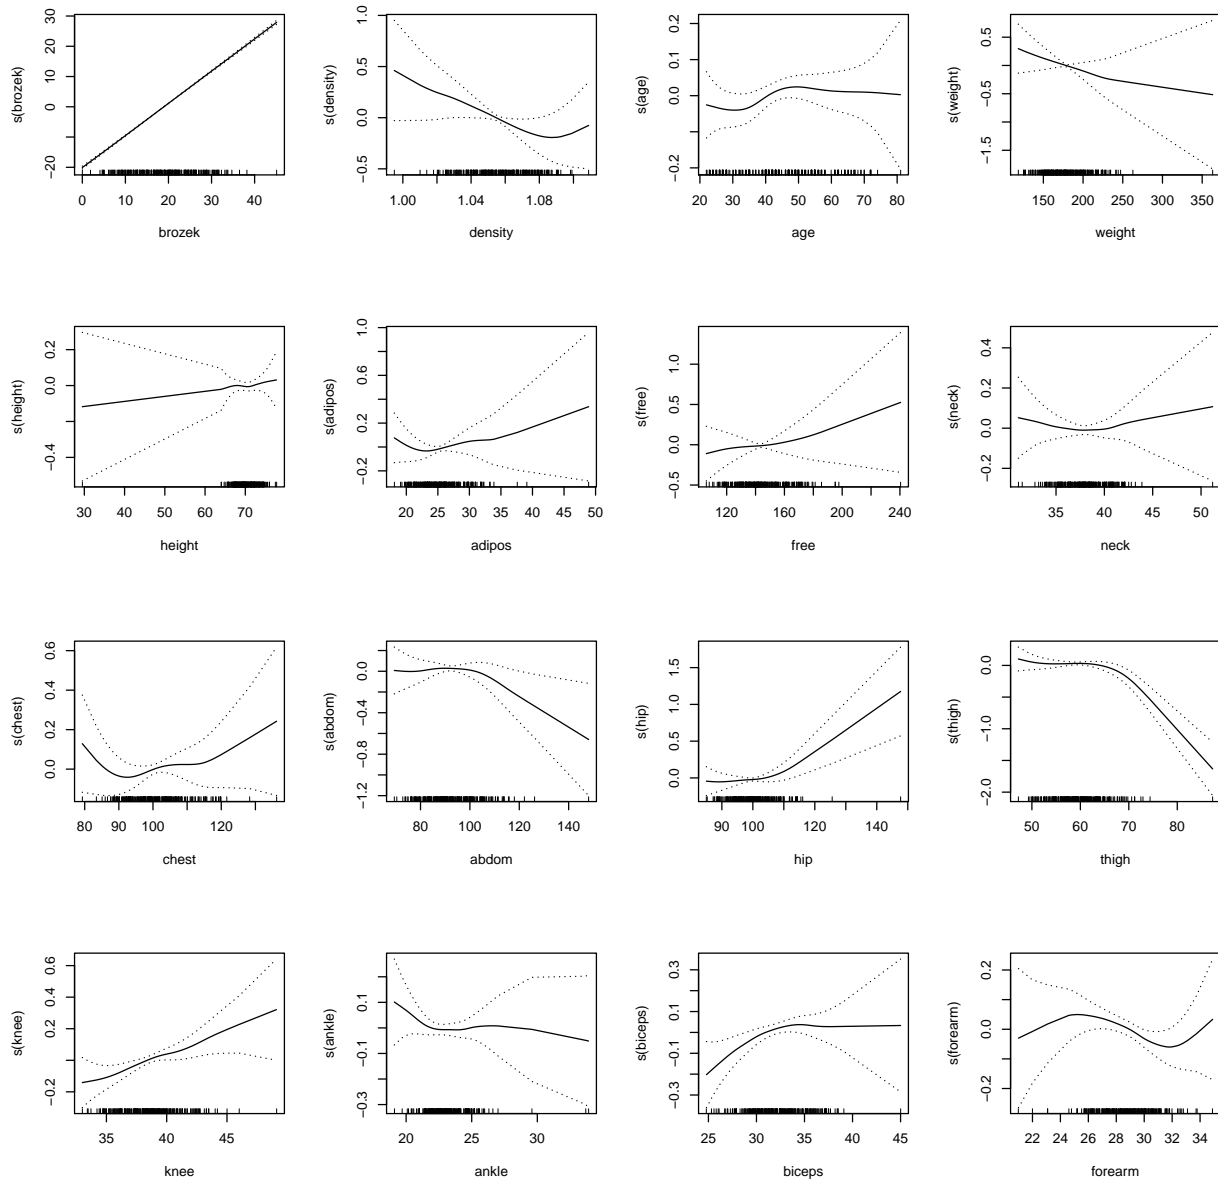 s(brozek)
−20 0 10 20 30
0 10 20 30 40
brozek
s(density)
−0.5 0.0 0.5 1.0
1.00 1.04 1.08
density
s(age)
−0.2 0.0 0.1 0.2
20 30 40 50 60 70 80
age
s(weight)
−1.5 −0.5 0.5
150 200 250 300 350
weight
s(height)
−0.4 0.0 0.2
30 40 50 60 70
height
s(adipos)
−0.2 0.2 0.6 1.0
20 25 30 35 40 45 50
adipos
s(free)
−0.5 0.0 0.5 1.0
120 160 200 240
free
s(neck)
−0.2 0.0 0.2 0.4
35 40 45 50
neck
s(chest)
0.0 0.2 0.4 0.6
80 90 100 120
chest
s(abdom)
−1.2 −0.8 −0.4 0.0
80 100 120 140
abdom
s(hip)
0.0 0.5 1.0 1.5
90 100 120 140
hip
s(thigh)
−2.0 −1.0 0.0
50 60 70 80
thigh
s(knee)
−0.2 0.0 0.2 0.4 0.6
35 40 45
knee
s(ankle)
−0.3 −0.1 0.1
20 25 30
ankle
s(biceps)
−0.3 −0.1 0.1 0.3
25 30 35 40 45
biceps
s(forearm)
−0.2 0.0 0.2
22 24 26 28 30 32 34
forearm